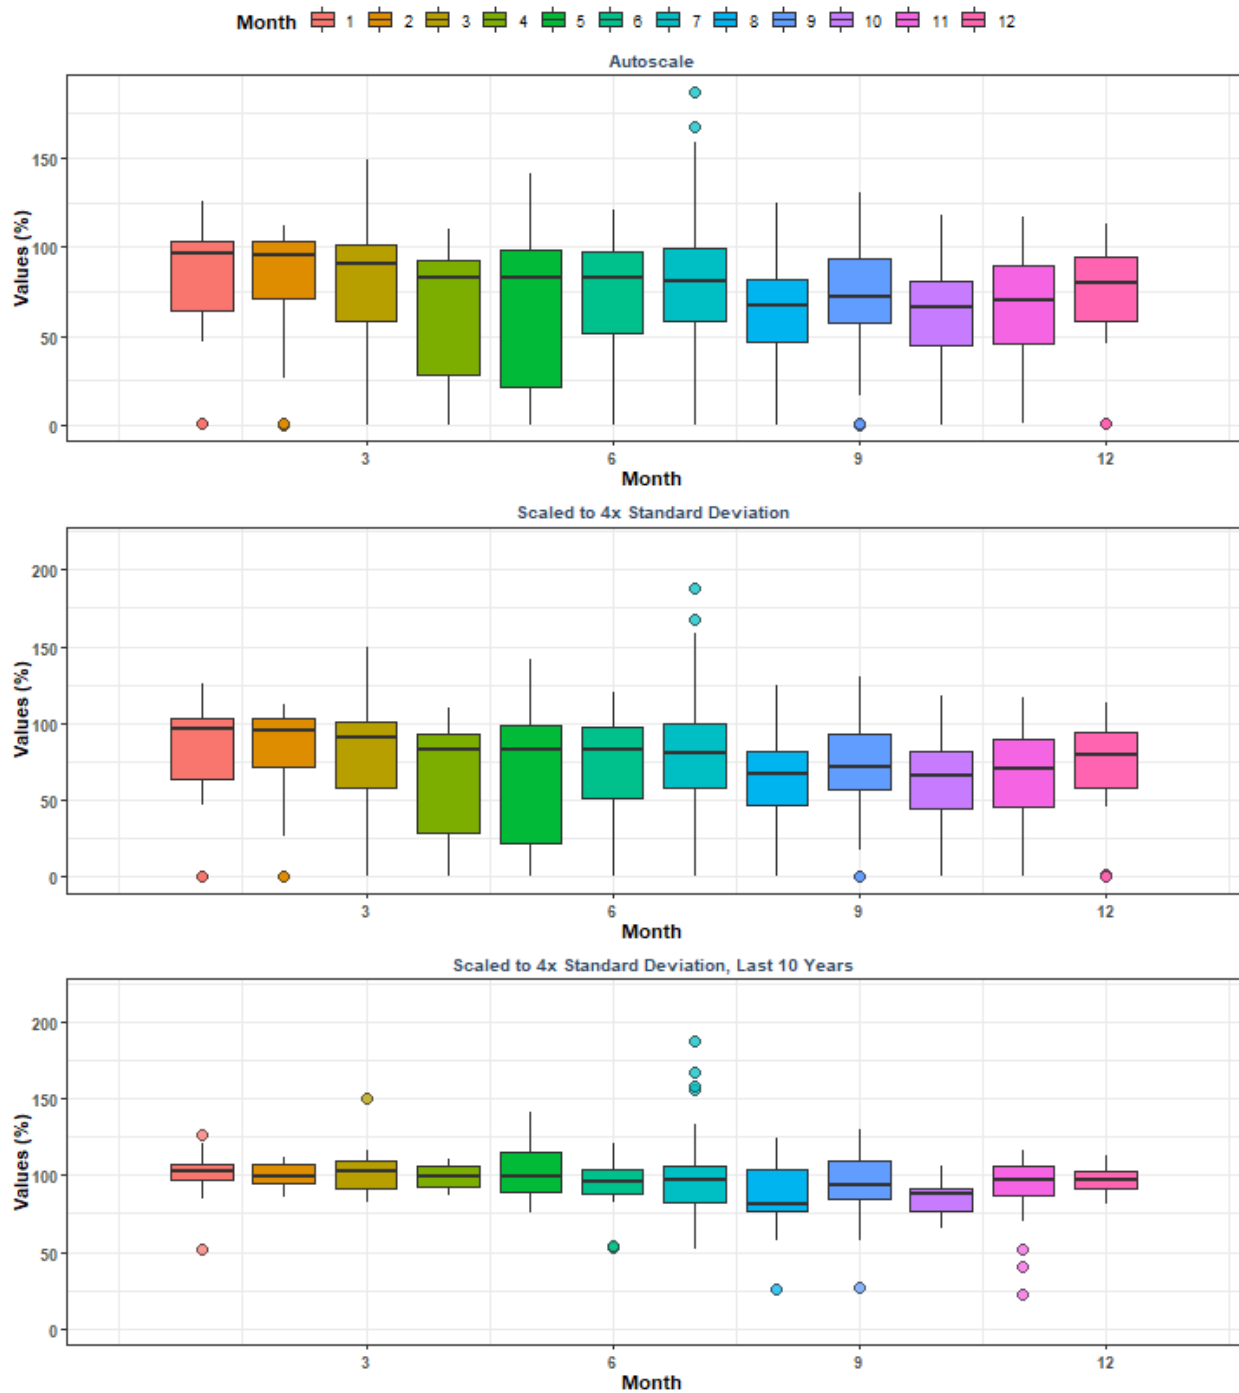 Month 1 2 3 4 5 6 7 8 9 10 11 12
Autoscale
Values (%)
150
100
50
0
3 6 9 12
Month
Scaled to 4x Standard Deviation
Values (%)
200
150
100
50
0
3 6 9 12
Month
Scaled to 4x Standard Deviation, Last 10 Years
Values (%)
200
150
100
50
0
3 6 9 12
Month